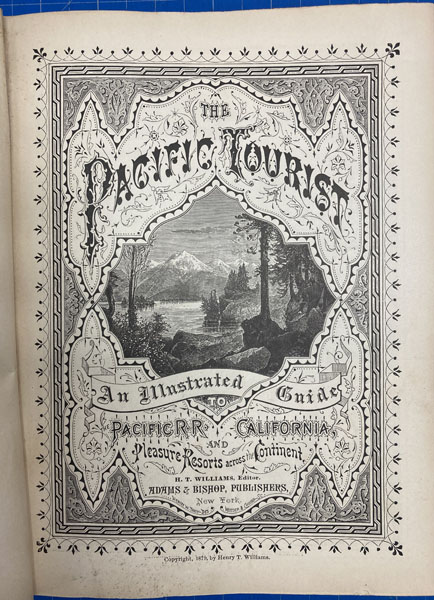 THE
PACIFIC TOURIST
An Illustrated Guide
TO
PACIFIC R.R. CALIFORNIA,
AND
Pleasure Resorts across the Continent.
H. T. WILLIAMS, Editor.
ADAMS & BISHOP, PUBLISHERS,
New York.
Copyright, 1879, by Henry T. Williams.